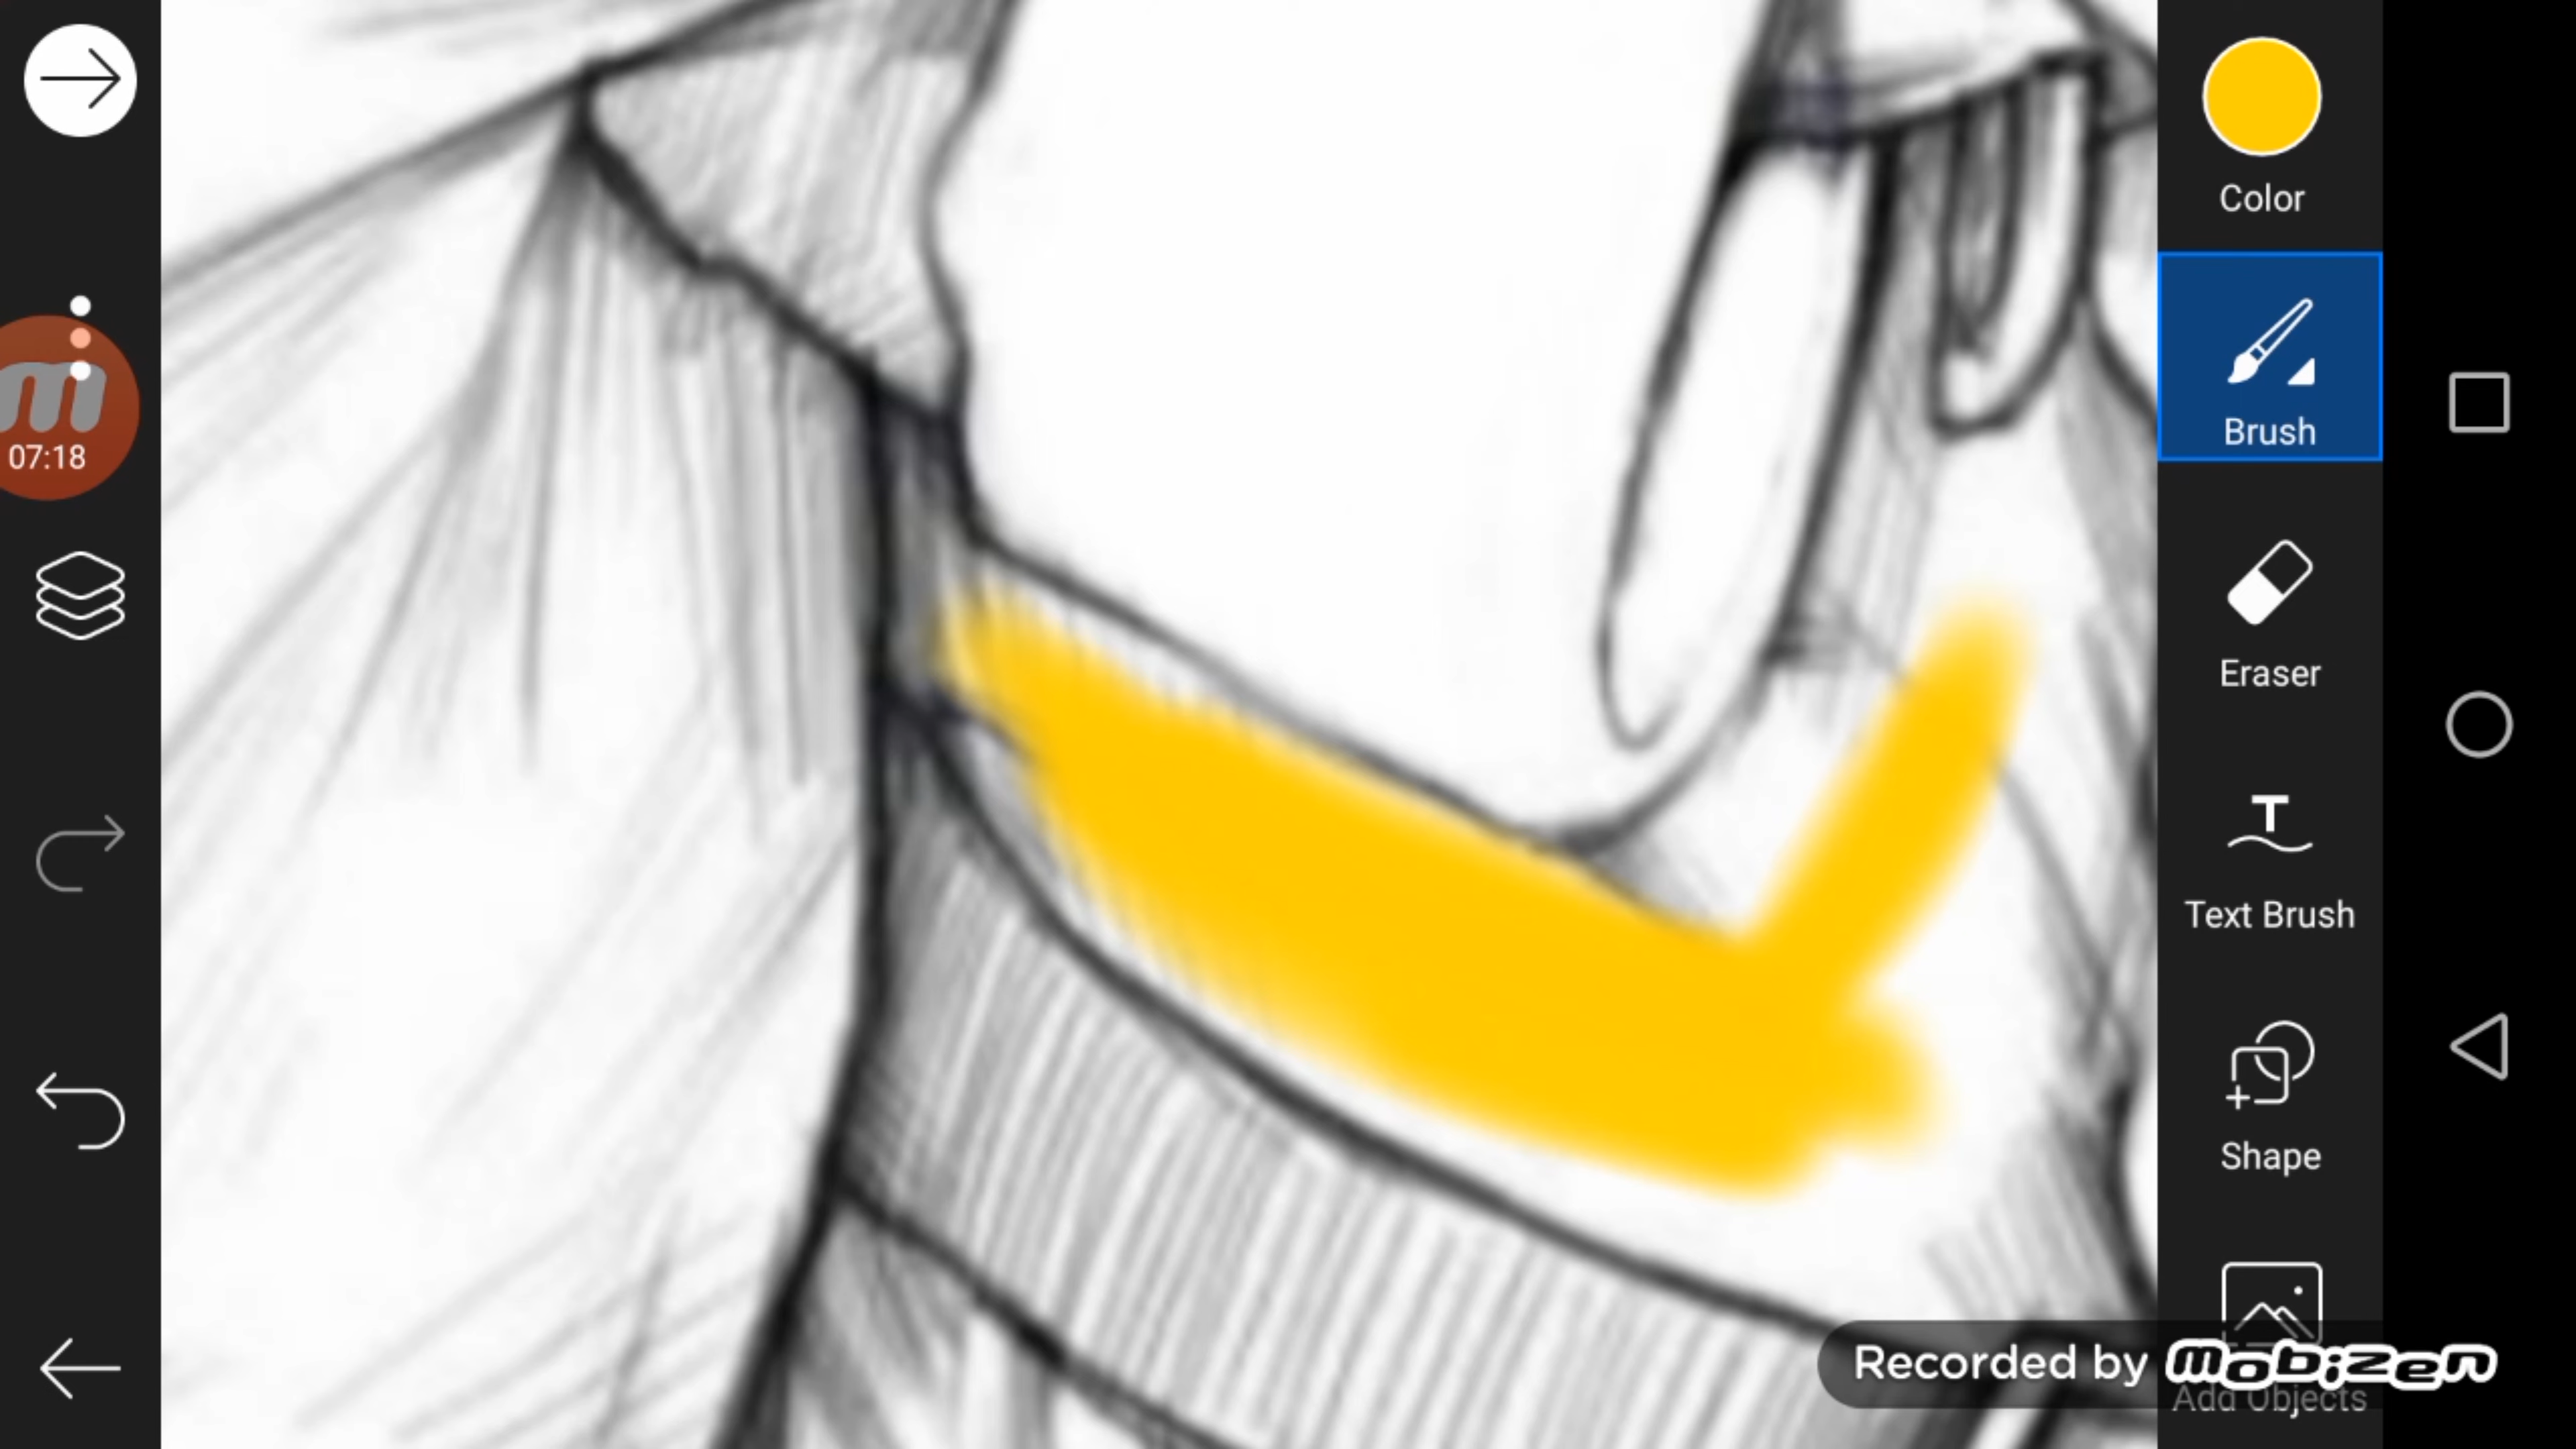 Color
07:18
Brush
Eraser
Text Brush
Shape
Recorded by mobizen
Add Objects